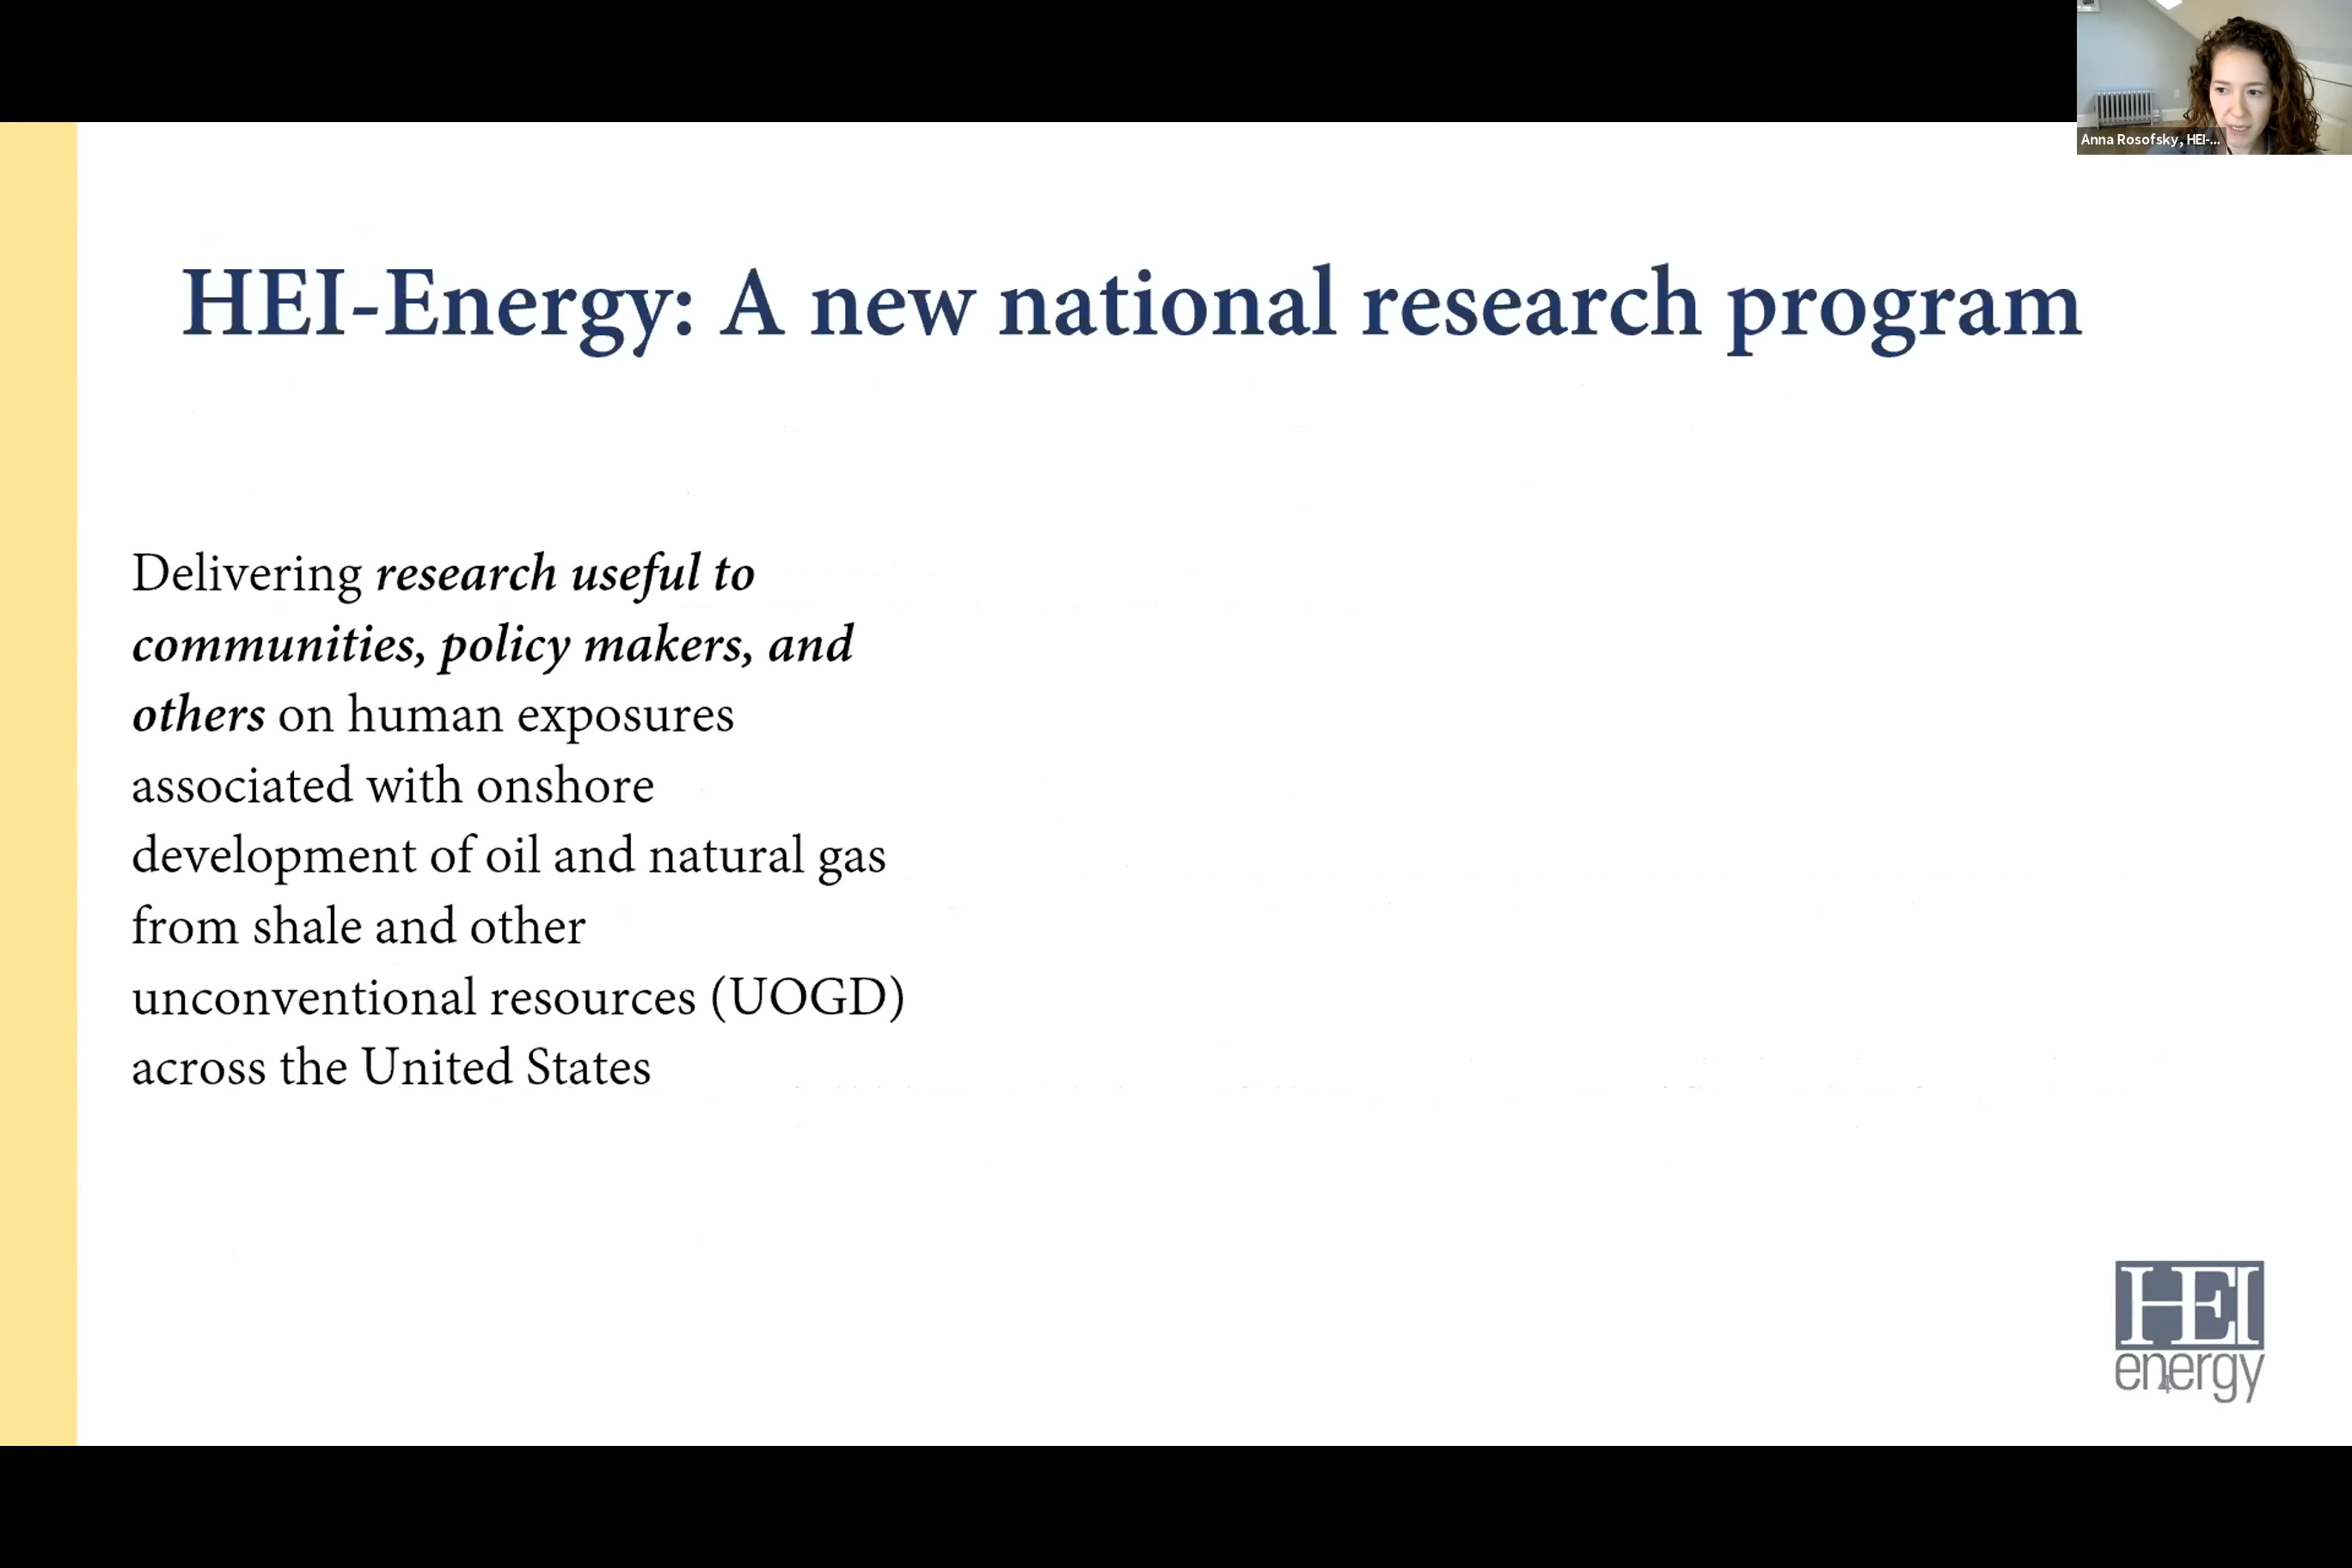 Anna Rosofsky, HEI-...
HEI-Energy: A new national research program
Delivering research useful to
communities, policy makers, and
others on human exposures
associated with onshore
development of oil and natural gas
from shale and other
unconventional resources (UOGD)
across the United States
HEI
energy
4